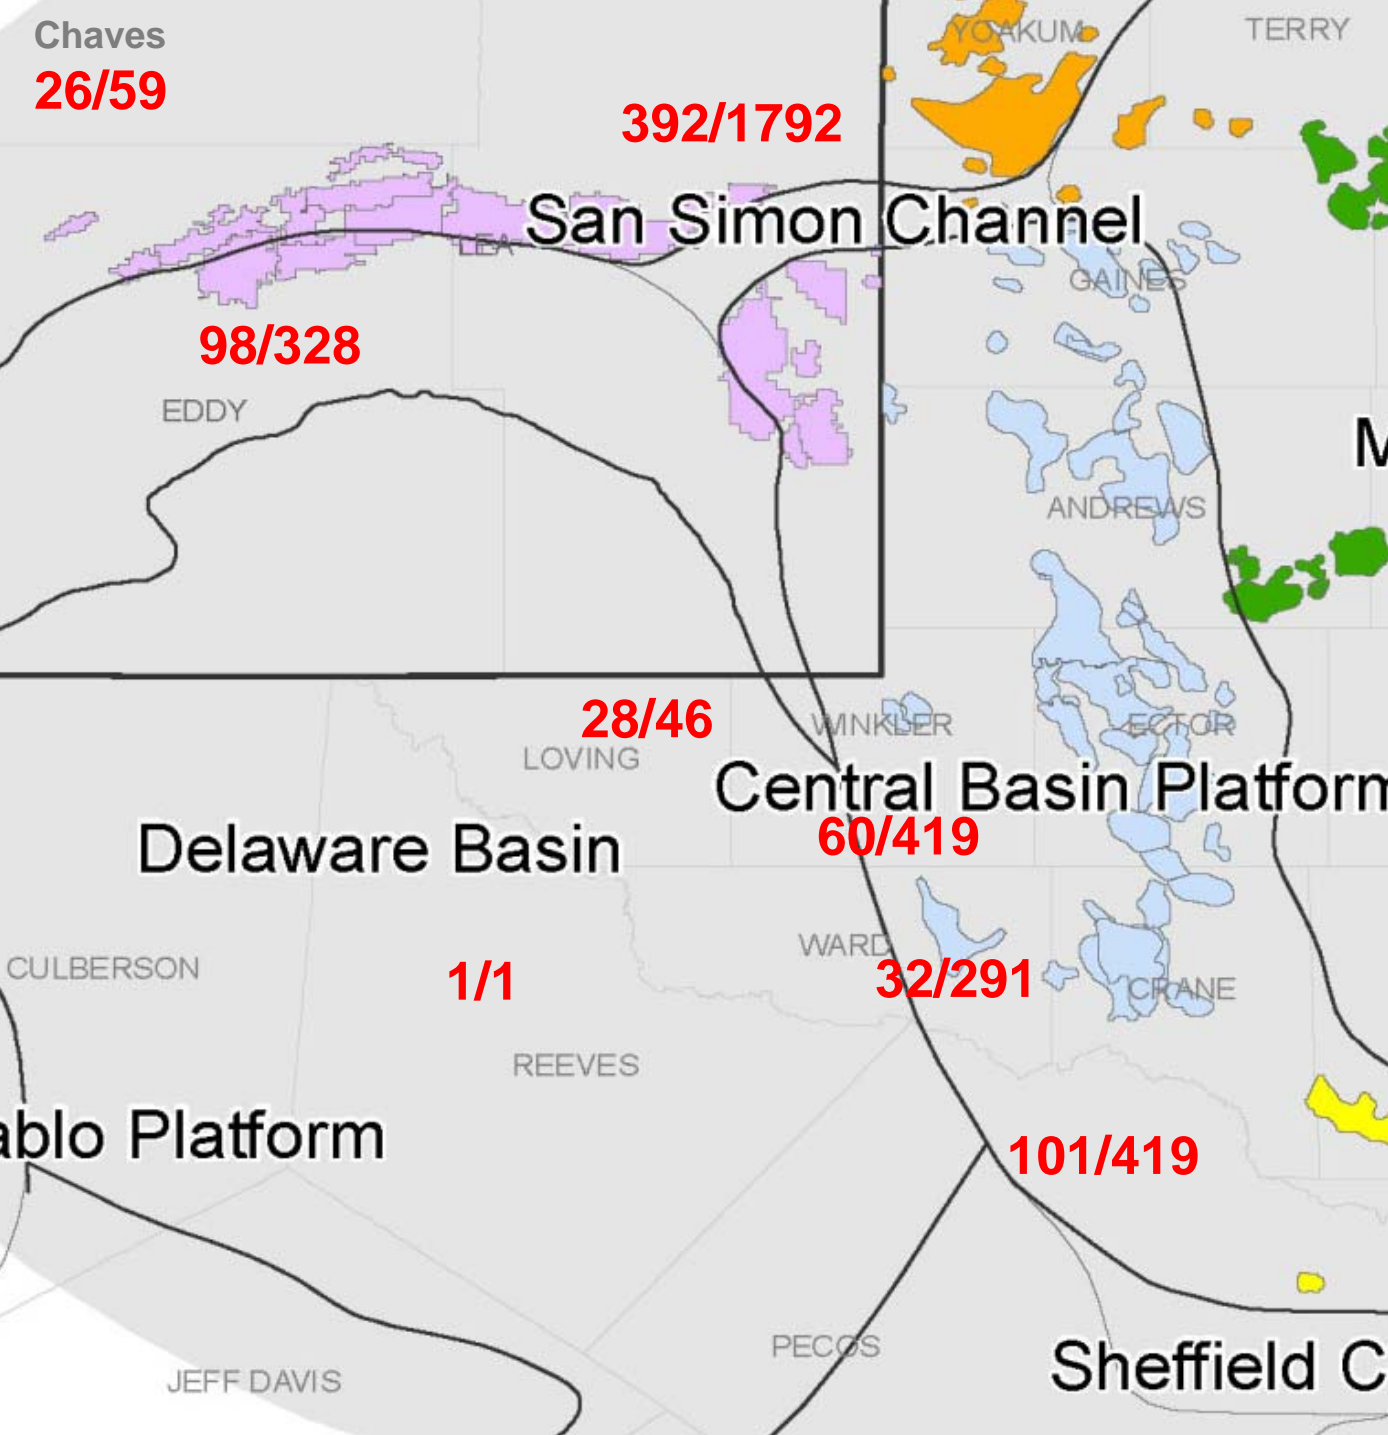 Chaves
26/59
YOAKUM
TERRY
392/1792
San Simon Channel
LEA
GAINES
98/328
EDDY
M
ANDREWS
28/46
WINKLER
ECTOR
LOVING
Central Basin Platform
60/419
Delaware Basin
WARD
CULBERSON
1/1
32/291
CRANE
REEVES
ablo Platform
101/419
PECOS
Sheffield C
JEFF DAVIS